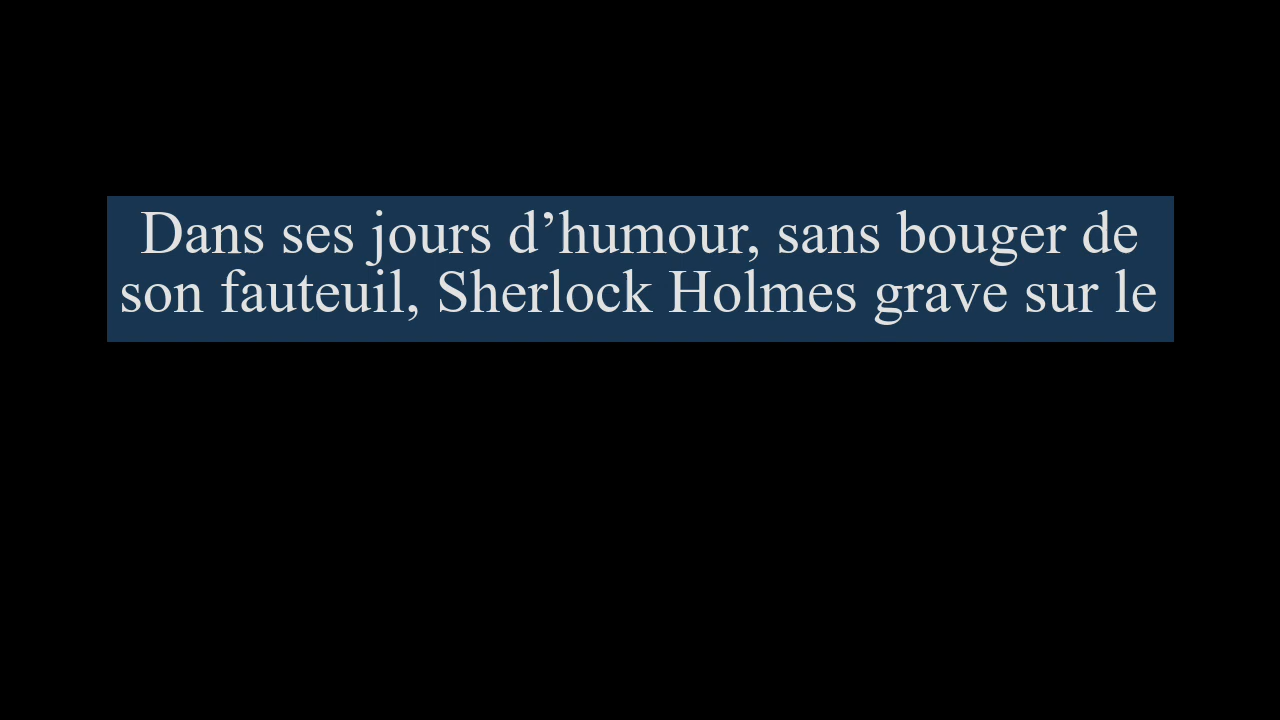 Dans ses jours d’humour, sans bouger de
son fauteuil, Sherlock Holmes grave sur le